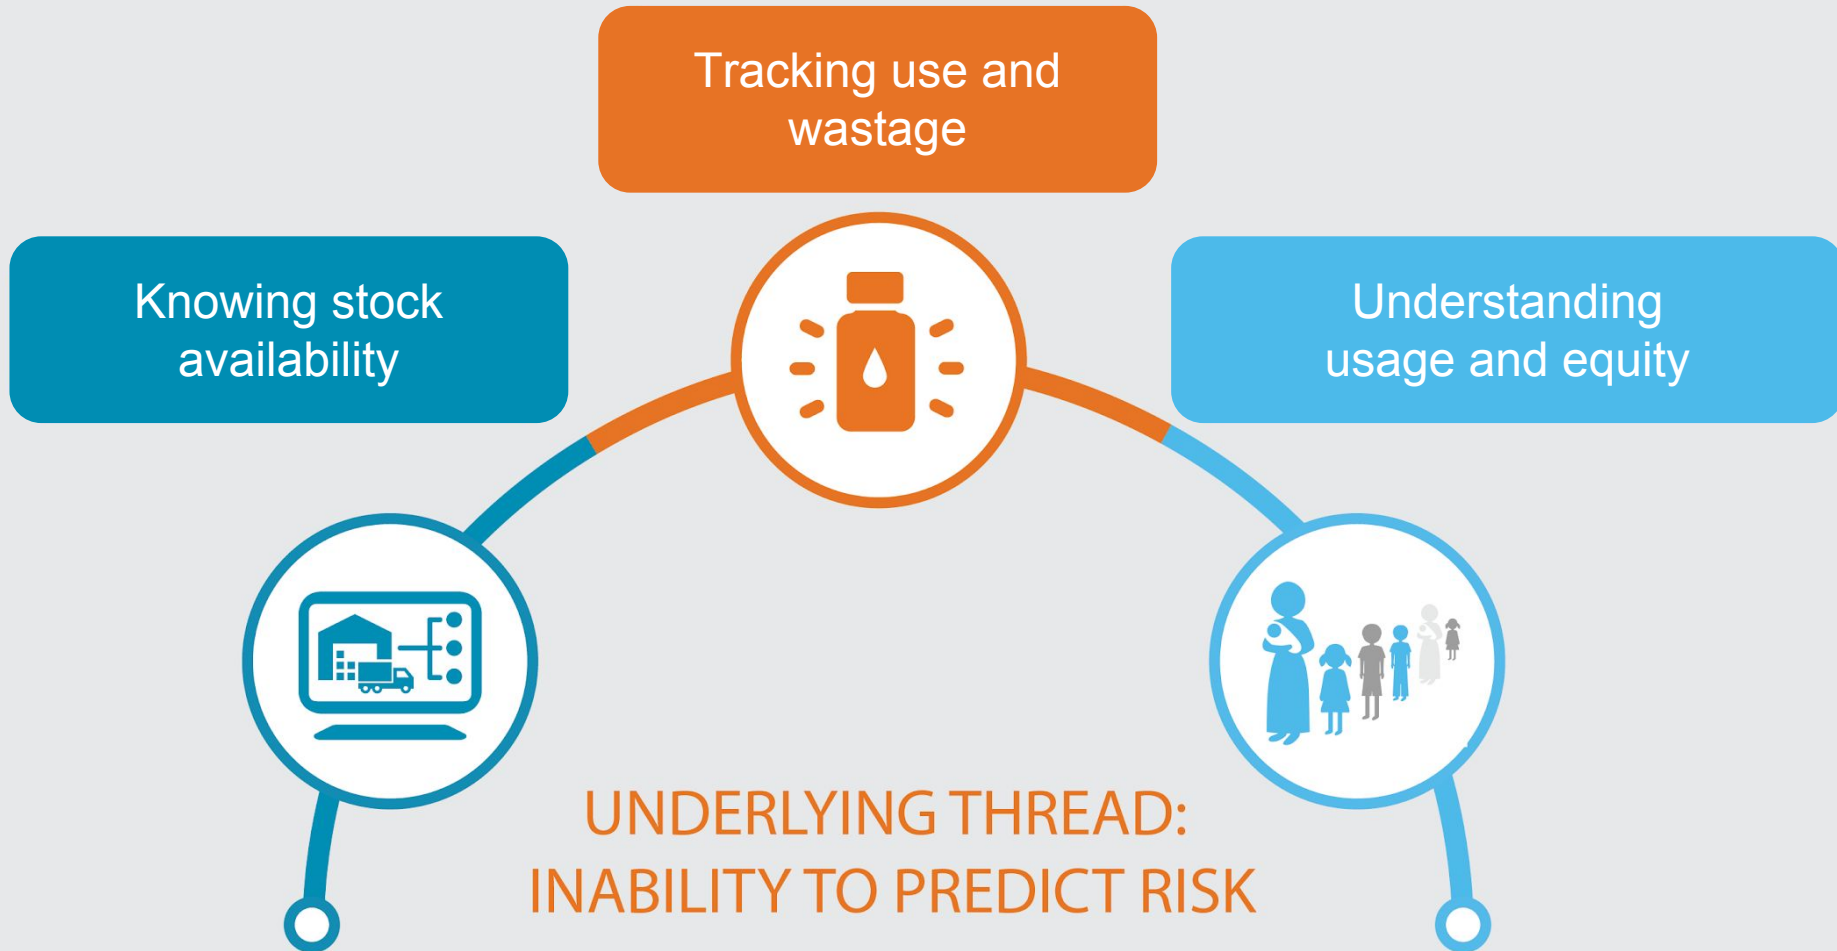 Tracking use and
wastage
Knowing stock
availability
Understanding
usage and equity
UNDERLYING THREAD:
INABILITY TO PREDICT RISK